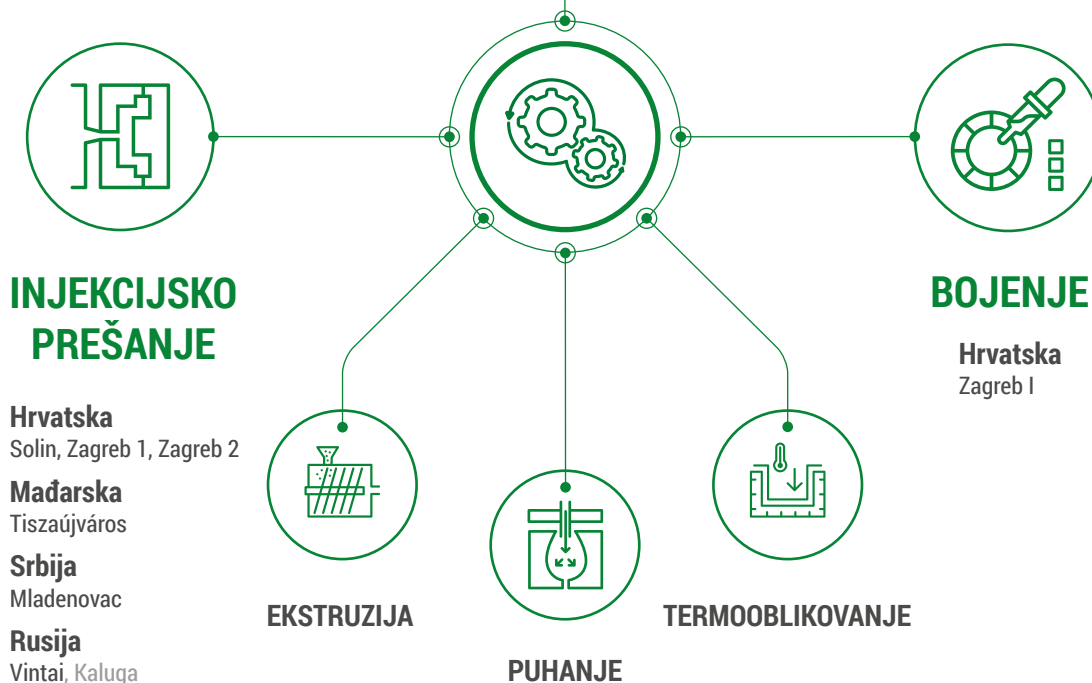 INJEKCIJSKO
PREŠANJE
Hrvatska
Solin, Zagreb 1, Zagreb 2
Mađarska
Tiszaújváros
Srbija
Mladenovac
Rusija
Vintai, Kaluga
EKSTRUZIJA
PUHANJE
TERMOOBLIKOVANJE
BOJENJE
Hrvatska
Zagreb I